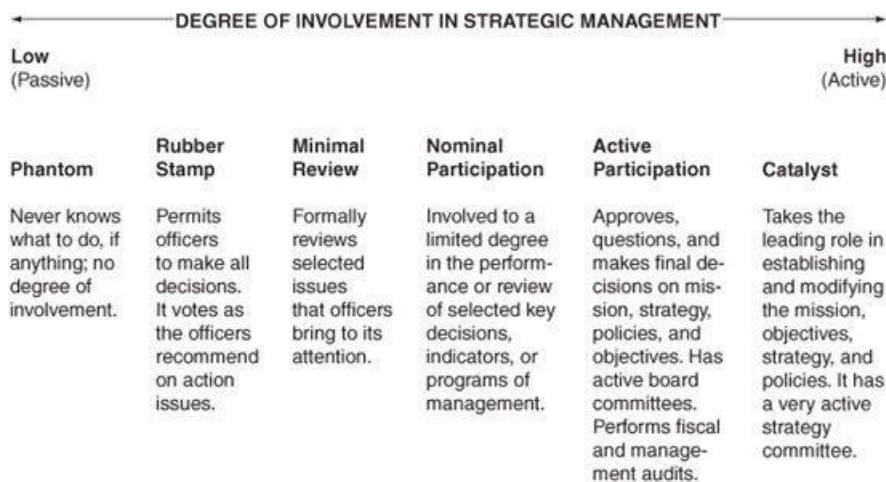 DEGREE OF INVOLVEMENT IN STRATEGIC MANAGEMENT
Low
(Passive)
High
(Active)
Phantom
Never knows
what to do, if
anything; no
degree of
involvement.
Rubber
Stamp
Permits
officers
to make all
decisions.
It votes as
the officers
recommend
on action
issues.
Minimal
Review
Formally
reviews
selected
issues
that officers
bring to its
attention.
Nominal
Participation
Involved to a
limited degree
in the perform-
ance or review
of selected key
decisions,
indicators, or
programs of
management.
Active
Participation
Approves,
questions, and
makes final de-
cisions on mis-
sion, strategy,
policies, and
objectives. Has
active board
committees.
Performs fiscal
and manage-
ment audits.
Catalyst
Takes the
leading role in
establishing
and modifying
the mission,
objectives,
strategy, and
policies. It has
a very active
strategy
committee.